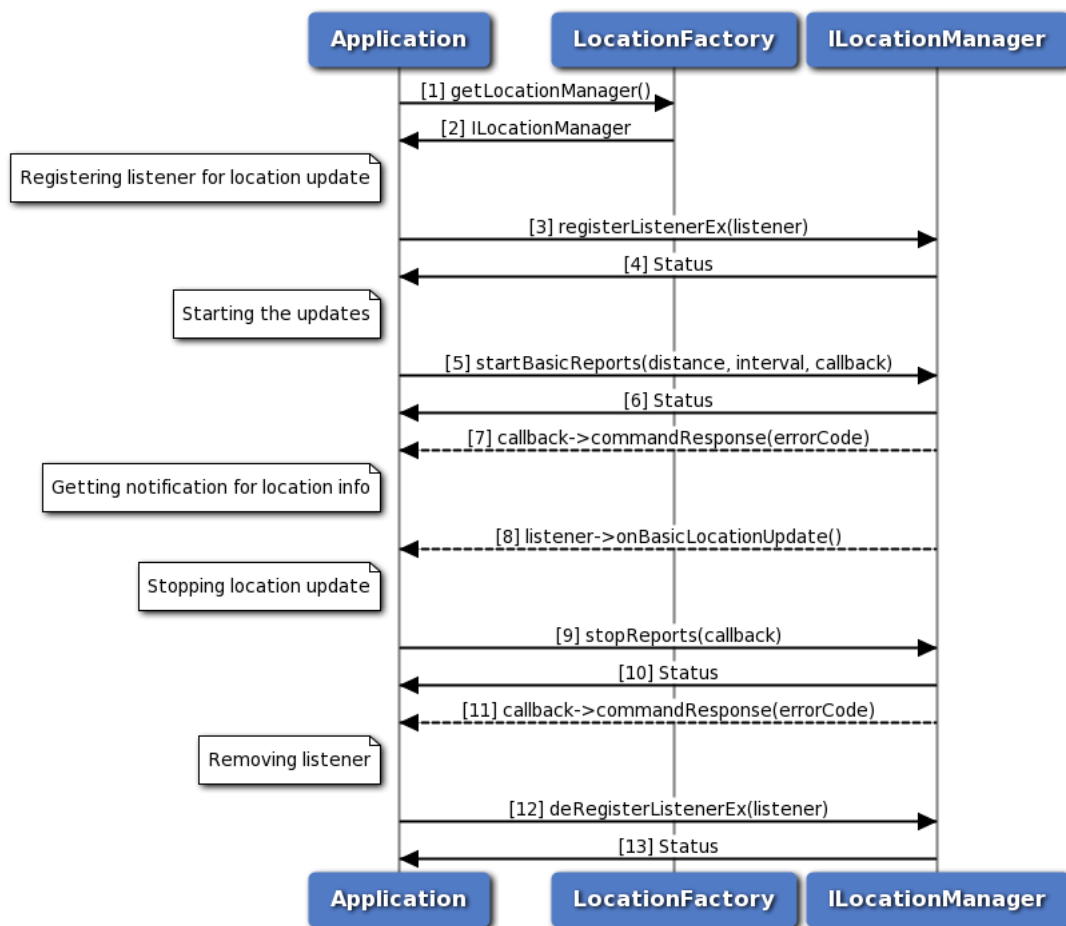 Application
LocationFactory
ILocationManager
[1] getLocationManager()
[2] ILocationManager
Registering listener for location update
[3] registerListenerEx(listener)
[4] Status
Starting the updates
[5] startBasicReports(distance, interval, callback)
[6] Status
[7] callback->commandResponse(errorCode)
Getting notification for location info
[8] listener->onBasicLocationUpdate()
Stopping location update
[9] stopReports(callback)
[10] Status
[11] callback->commandResponse(errorCode)
Removing listener
[12] deRegisterListenerEx(listener)
[13] Status
Application
LocationFactory
ILocationManager